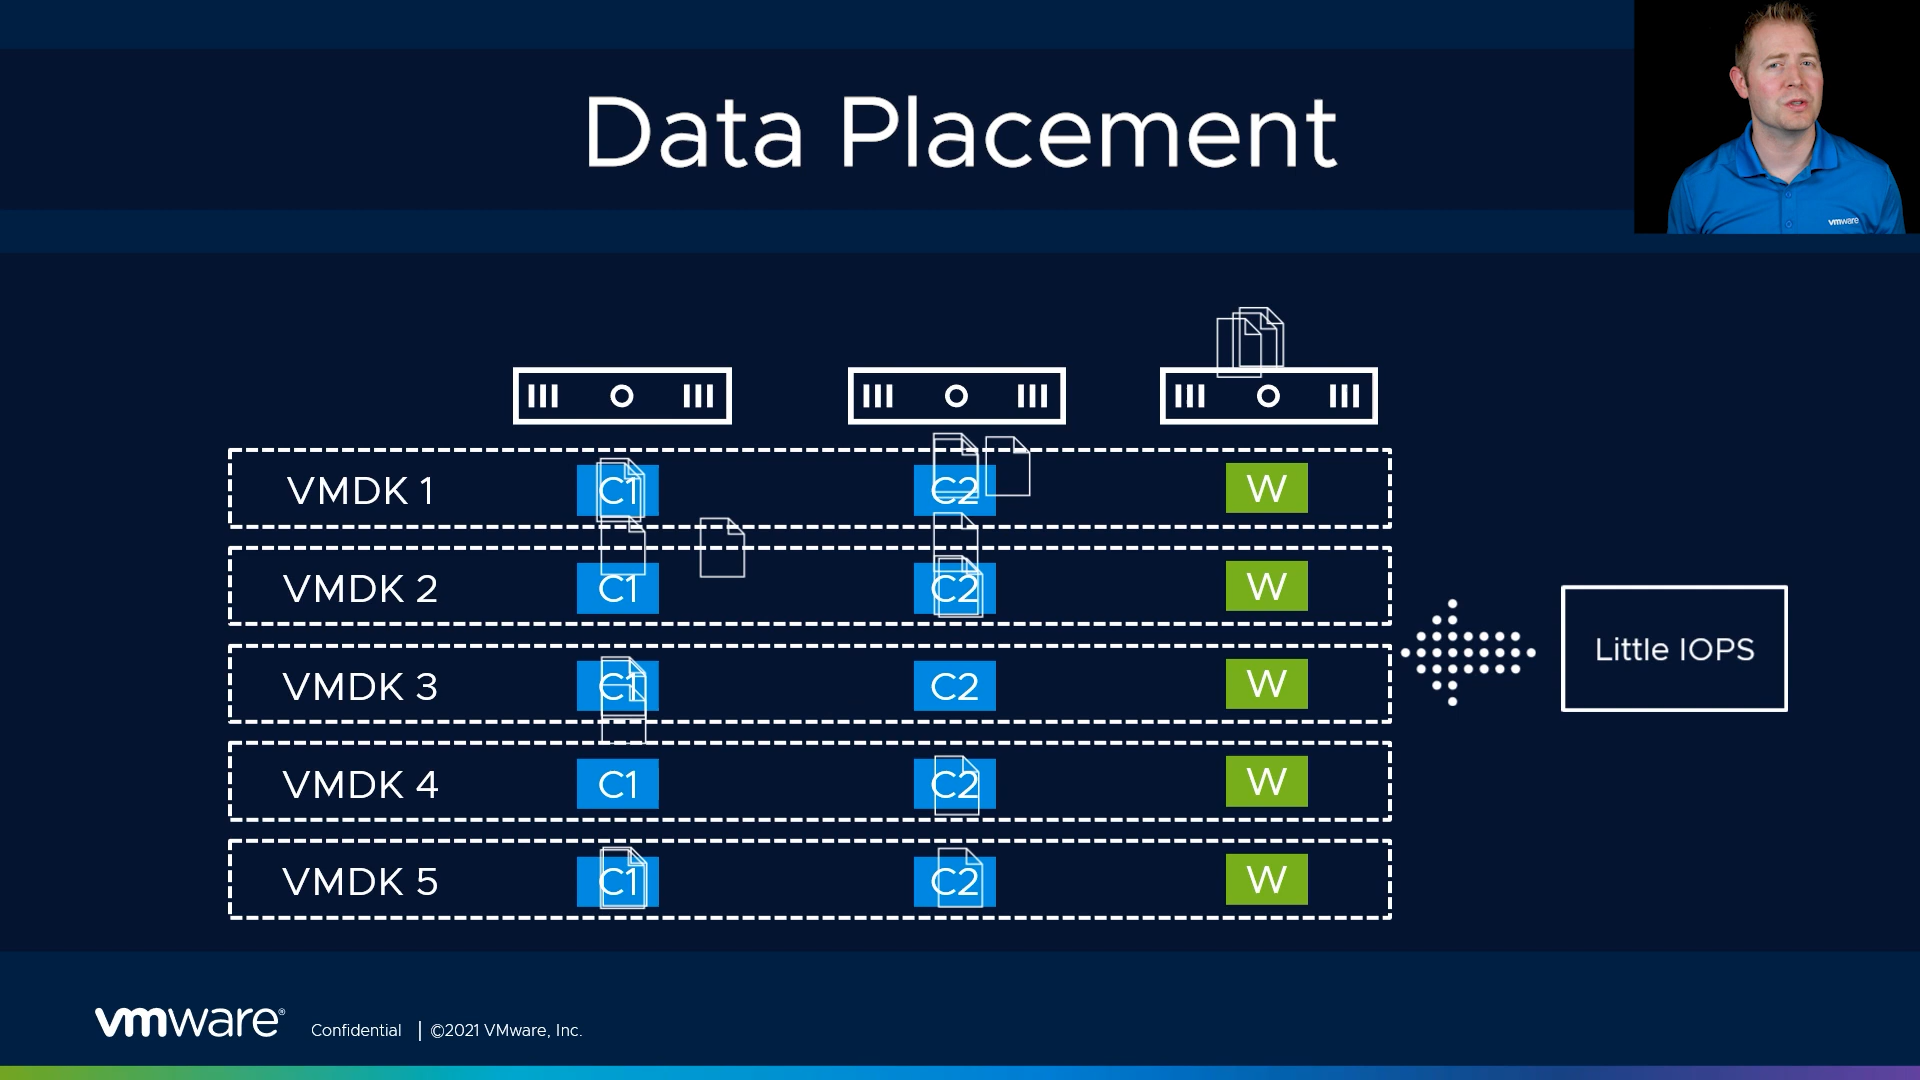 Data Placement
vmware
VMDK 1 C1 C2 W
VMDK 2 C1 C2 W
VMDK 3 C1 C2 W
VMDK 4 C1 C2 W
VMDK 5 C1 C2 W
Little IOPS
vmware® Confidential | ©2021 VMware, Inc.